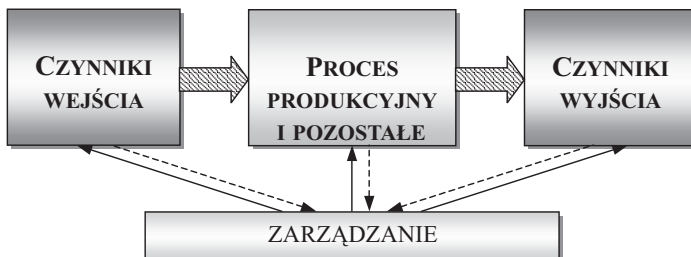 CZYNNIKI
WEJŚCIA
PROCES
PRODUKCYJNY
I POZOSTAŁE
CZYNNIKI
WYJŚCIA
ZARZĄDZANIE